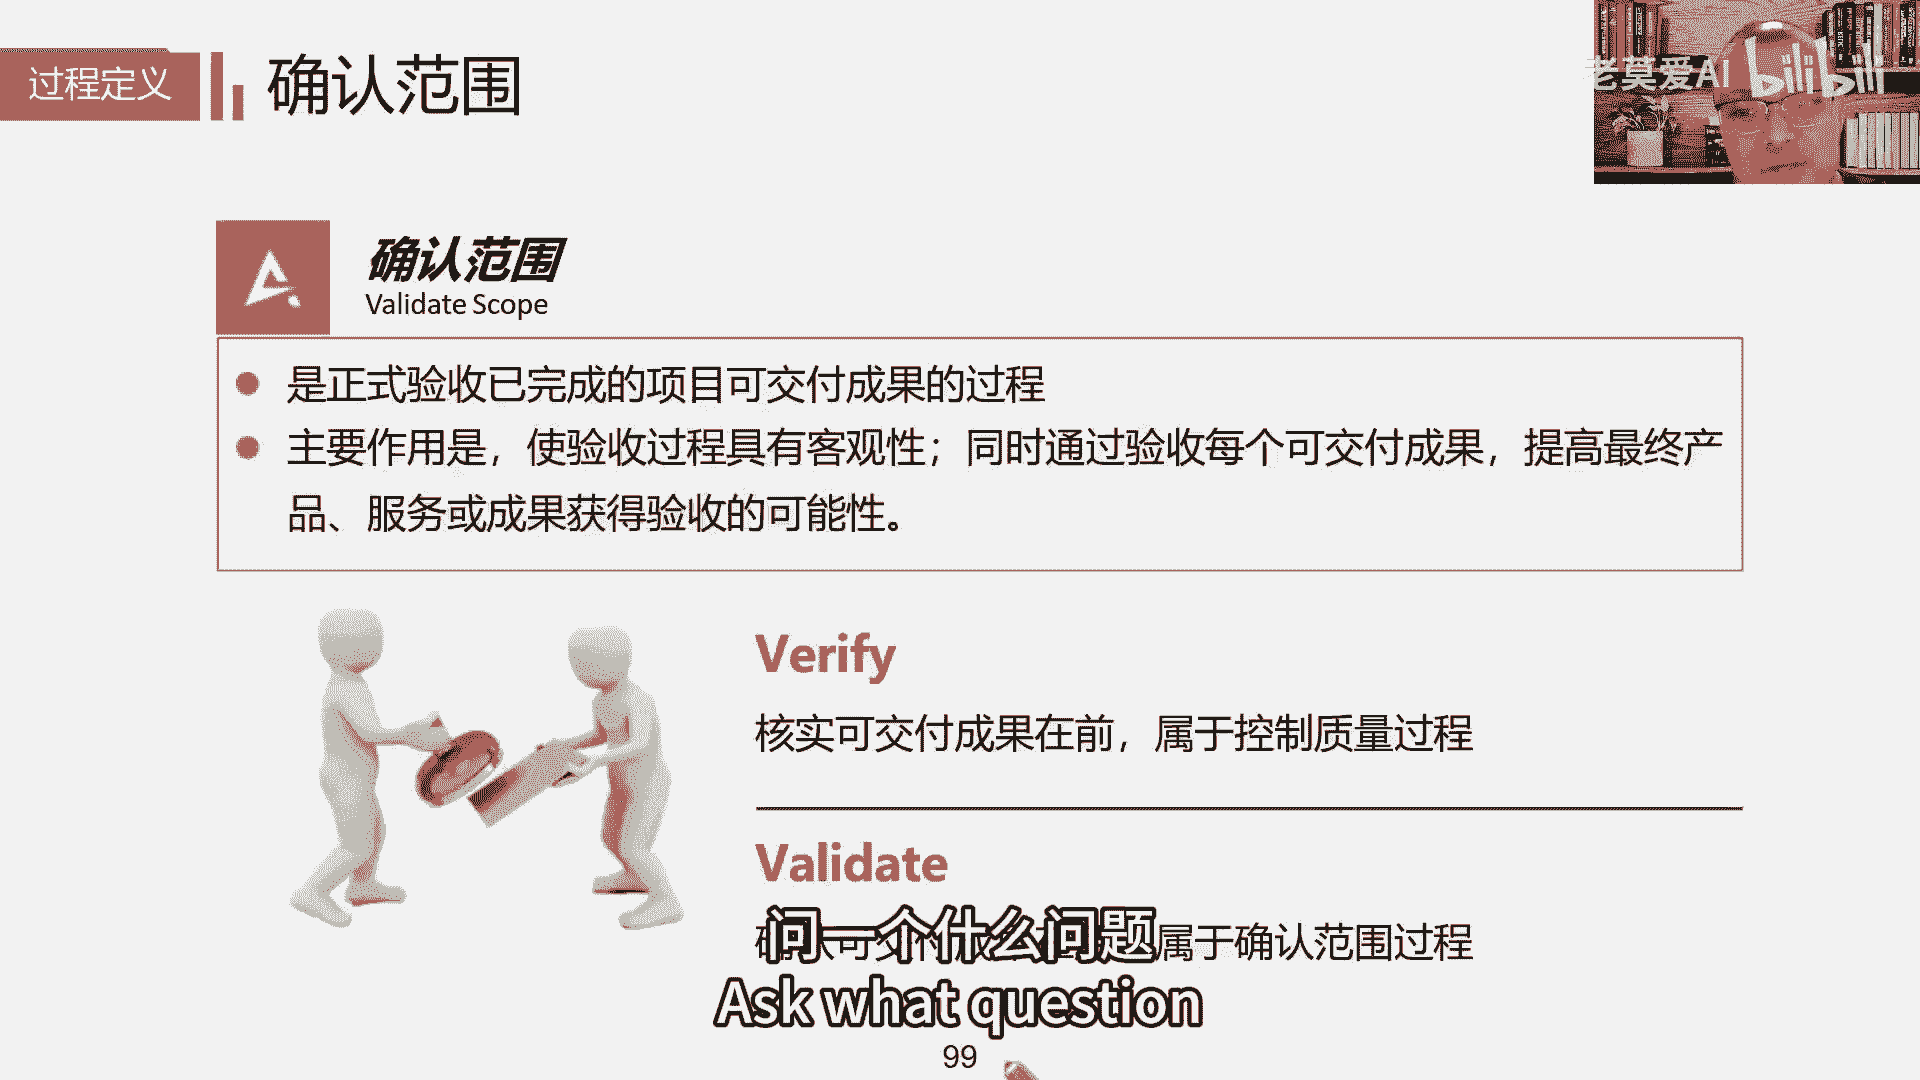 过程定义
确认范围
老莫爱AI bilibili
确认范围
Validate Scope
是正式验收已完成的项目可交付成果的过程
主要作用是，使验收过程具有客观性；同时通过验收每个可交付成果，提高最终产
品、服务或成果获得验收的可能性。
Verify
核实可交付成果在前，属于控制质量过程
Validate
属于确认范围过程
问一个什么问题
Ask what question
99